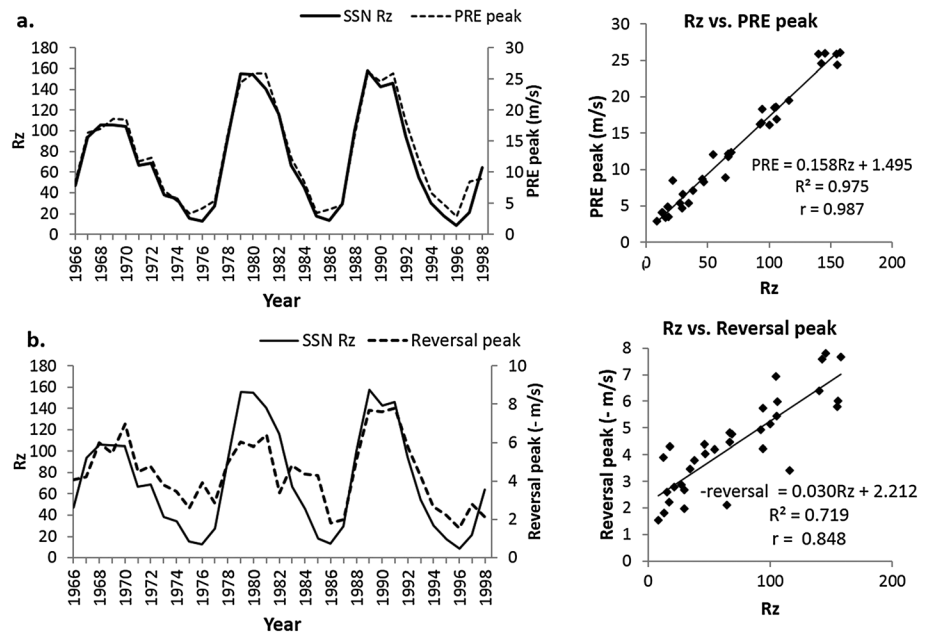 a.
SSN Rz PRE peak
180
160
140
120
100
80
60
40
20
0
Rz
30
25
20
15
10
5
0
PRE peak (m/s)
1966 1968 1970 1972 1974 1976 1978 1980 1982 1984 1986 1988 1990 1992 1994 1996 1998
Year
Rz vs. PRE peak
30
25
20
15
10
5
0
PRE peak (m/s)
PRE = 0.158Rz + 1.495
R² = 0.975
r = 0.987
0 50 100 150 200
Rz
b.
SSN Rz Reversal peak
180
160
140
120
100
80
60
40
20
0
Rz
10
8
6
4
2
0
Reversal peak (- m/s)
1966 1968 1970 1972 1974 1976 1978 1980 1982 1984 1986 1988 1990 1992 1994 1996 1998
Year
Rz vs. Reversal peak
8
7
6
5
4
3
2
1
0
Reversal peak (- m/s)
-reversal = 0.030Rz + 2.212
R² = 0.719
r = 0.848
0 100 200
Rz